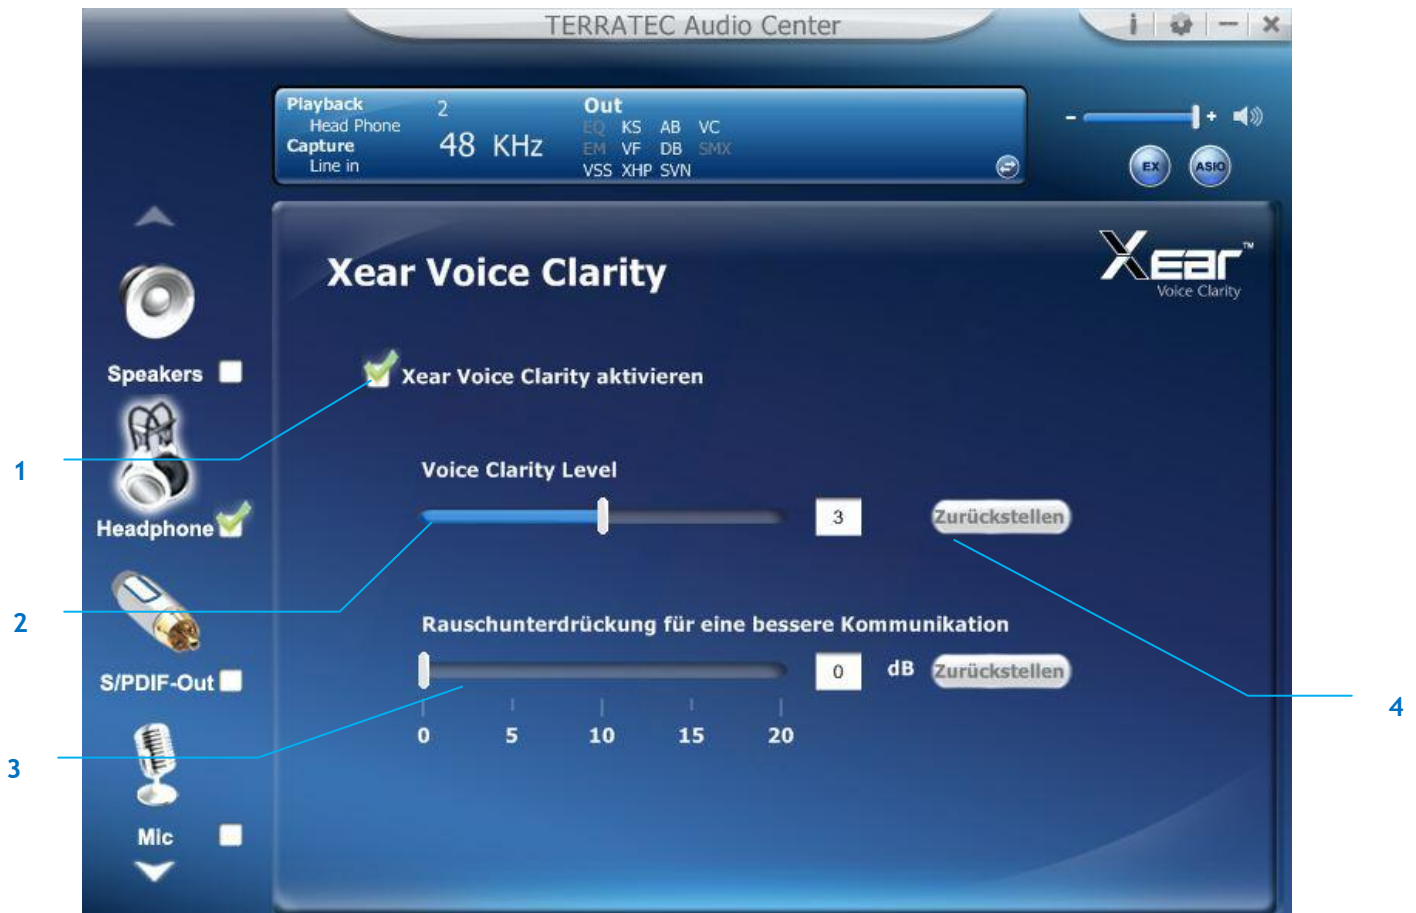 TERRATEC Audio Center
Playback
Head Phone
Capture
Line in
2
48 KHz
Out
EQ KS AB VC
EM VF DB SMX
VSS XHP SVN
- +
EX
ASIO
Xear Voice Clarity
Xear™
Voice Clarity
Speakers
Xear Voice Clarity aktivieren
1
Voice Clarity Level
3
Zurückstellen
Headphone
2
Rauschunterdrückung für eine bessere Kommunikation
0
dB
Zurückstellen
S/PDIF-Out
4
0 5 10 15 20
3
Mic